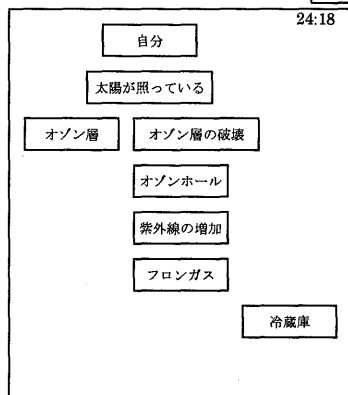 24:18
自分
太陽が照っている
オゾン層 オゾン層の破壊
オゾンホール
紫外線の増加
フロンガス
冷蔵庫